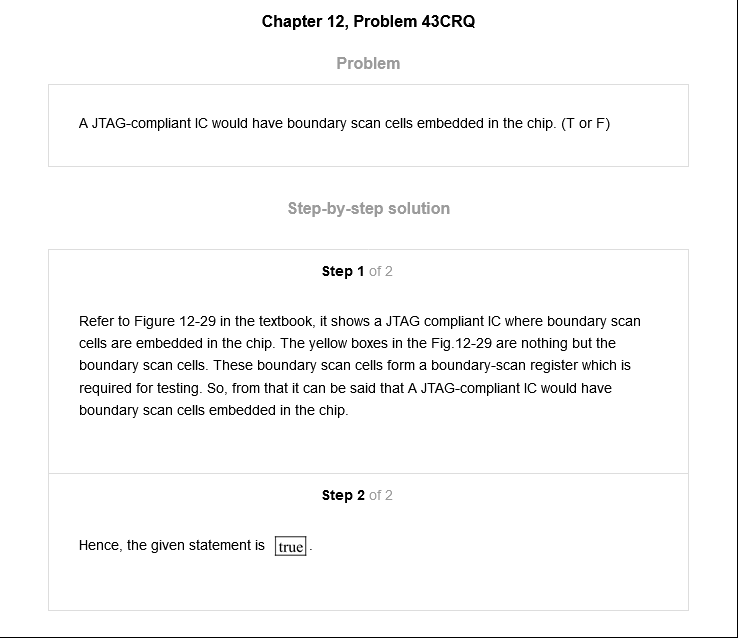 Chapter 12, Problem 43CRQ
Problem
A JTAG-compliant IC would have boundary scan cells embedded in the chip. (T or F)
Step-by-step solution
Step 1 of 2
Refer to Figure 12-29 in the textbook, it shows a JTAG compliant IC where boundary scan
cells are embedded in the chip. The yellow boxes in the Fig.12-29 are nothing but the
boundary scan cells. These boundary scan cells form a boundary-scan register which is
required for testing. So, from that it can be said that A JTAG-compliant IC would have
boundary scan cells embedded in the chip.
Step 2 of 2
Hence, the given statement is true .